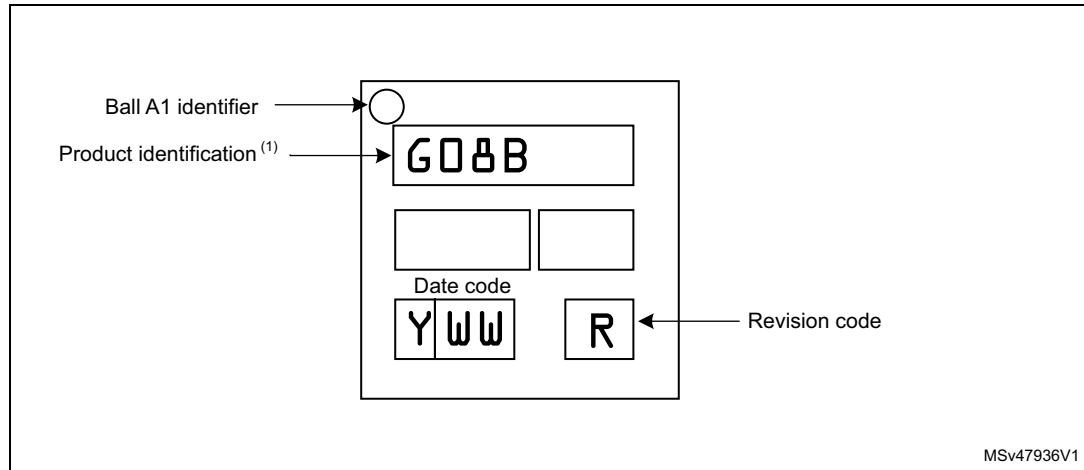 Ball A1 identifier
Product identification (1)
G08B
Date code
Y WW
R
Revision code
MSv47936V1